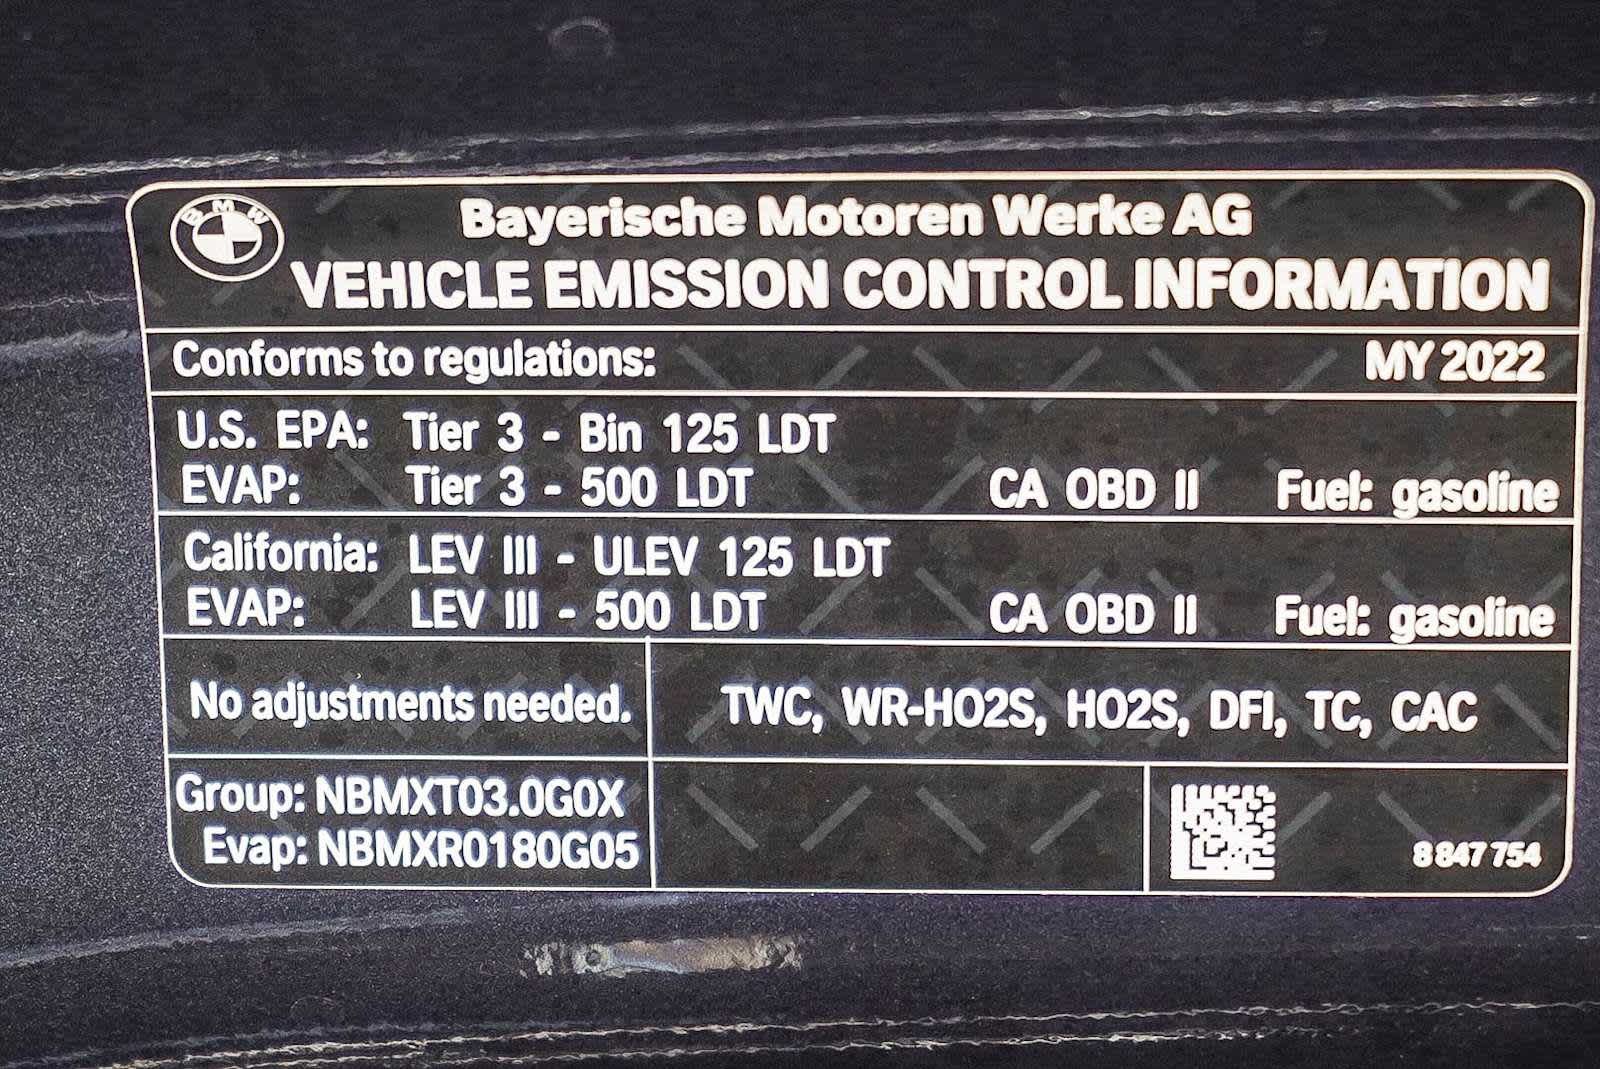 BMW
Bayerische Motoren Werke AG
VEHICLE EMISSION CONTROL INFORMATION
Conforms to regulations: MY 2022
U.S. EPA: Tier 3 - Bin 125 LDT
EVAP: Tier 3 - 500 LDT CA OBD II Fuel: gasoline
California: LEV III - ULEV 125 LDT
EVAP: LEV III - 500 LDT CA OBD II Fuel: gasoline
No adjustments needed. TWC, WR-HO2S, HO2S, DFI, TC, CAC
Group: NBMXT03.0G0X
Evap: NBMXR0180G05
8 847 754